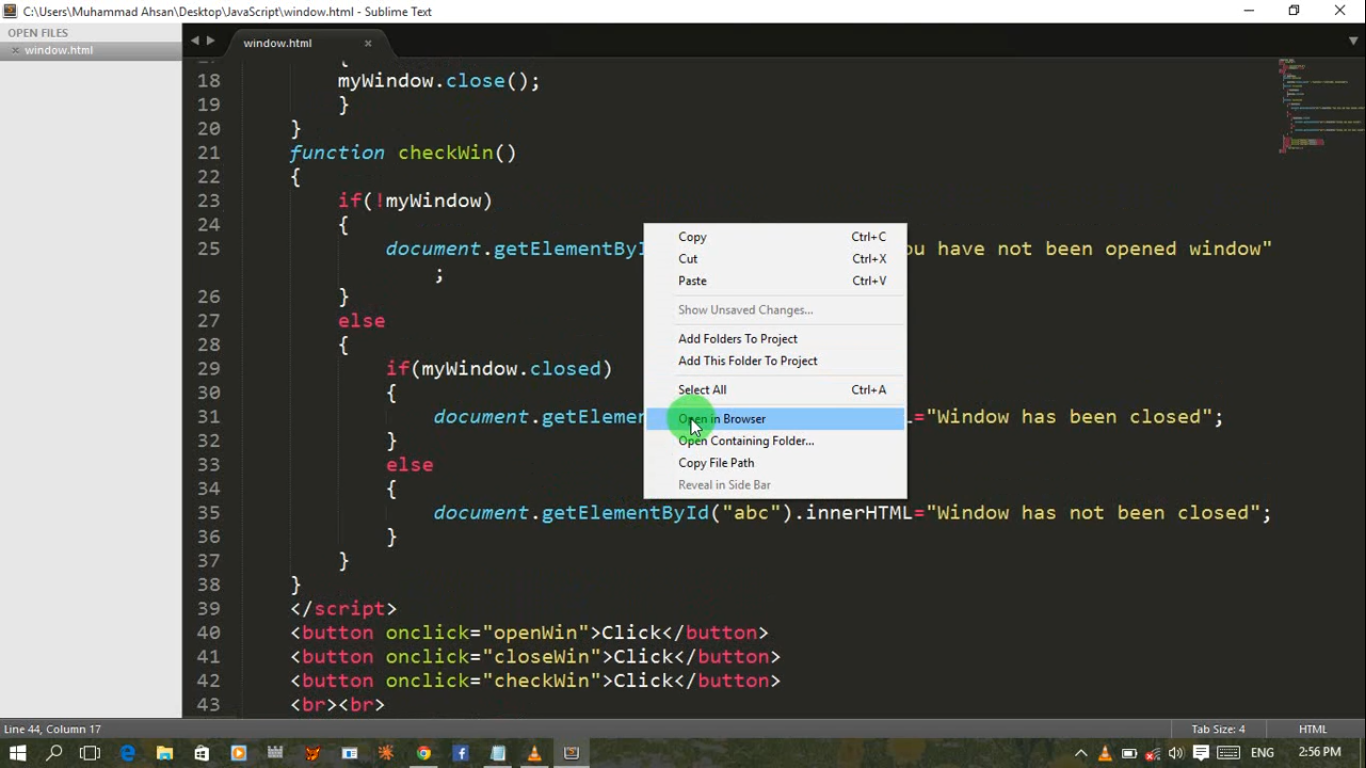 C:\Users\Muhammad Ahsan\Desktop\JavaScript\window.html - Sublime Text
OPEN FILES
window.html
window.html
18 myWindow.close();
19 }
20 }
21 function checkWin()
22 {
23 if(!myWindow)
24 {
25 document.getElementById ou have not been opened window"
;
26 }
27 else
28 {
29 if(myWindow.closed)
30 {
31 document.getElemen L="Window has been closed";
32 }
33 else
34 {
35 document.getElementById("abc").innerHTML="Window has not been closed";
36 }
37 }
38 }
39 </script>
40 <button onclick="openWin">Click</button>
41 <button onclick="closeWin">Click</button>
42 <button onclick="checkWin">Click</button>
43 <br><br>
Copy Ctrl+C
Cut Ctrl+X
Paste Ctrl+V
Show Unsaved Changes...
Add Folders To Project
Add This Folder To Project
Select All Ctrl+A
Open in Browser
Open Containing Folder...
Copy File Path
Reveal in Side Bar
Line 44, Column 17 Tab Size: 4 HTML
ENG 2:56 PM